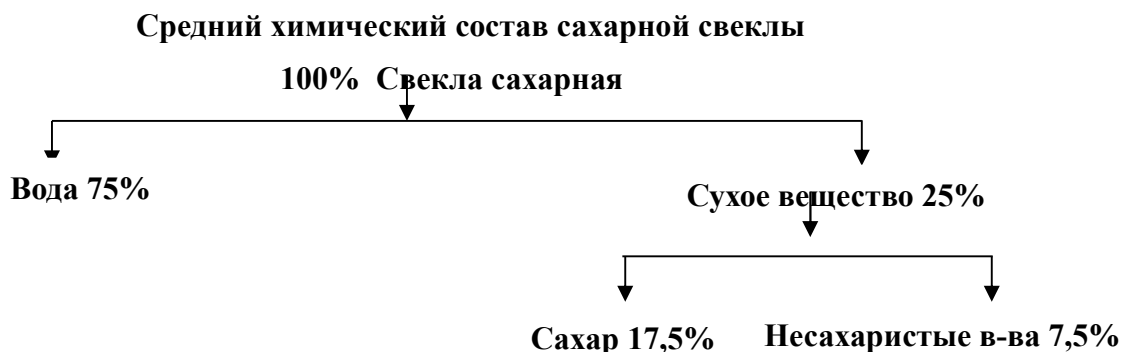 Средний химический состав сахарной свеклы
100% Свекла сахарная
Вода 75%
Сухое вещество 25%
Сахар 17,5%
Несахаристые в-ва 7,5%